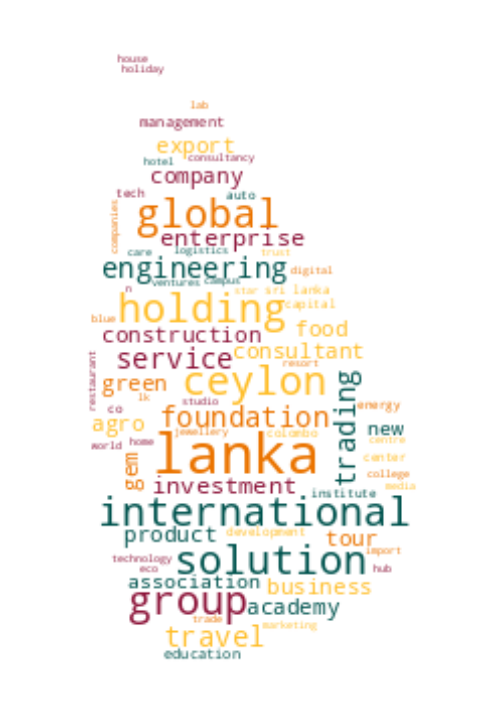 house
holiday
lab
management
export
hotel consultancy
company
tech auto
companies
global
enterprise
care logistics trust
engineering digital
ventures campus
n star sri lanka
holding capital
blue food
construction
service consultant
restaurant resort
green ceylon
lk studio trading
co foundation energy
agro new
jewellery colombo
world home lanka centre
gem center
college
investment media
institute
international
product development tour
technology solution import
eco hub
association business
group academy
trade marketing
travel
education